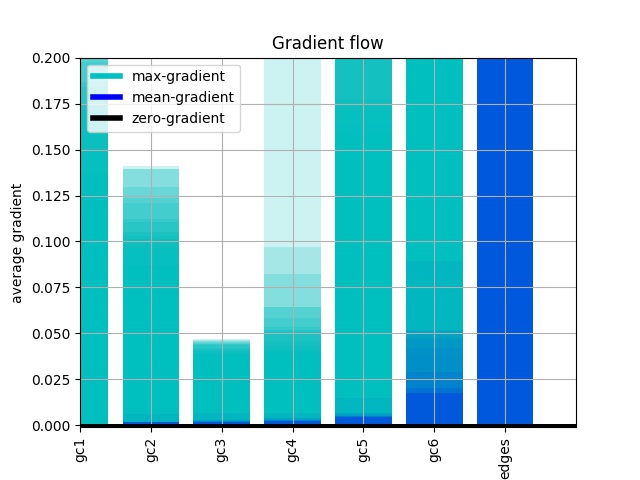 Gradient flow
max-gradient
mean-gradient
zero-gradient
average gradient
0.200
0.175
0.150
0.125
0.100
0.075
0.050
0.025
0.000
gc1
gc2
gc3
gc4
gc5
gc6
edges